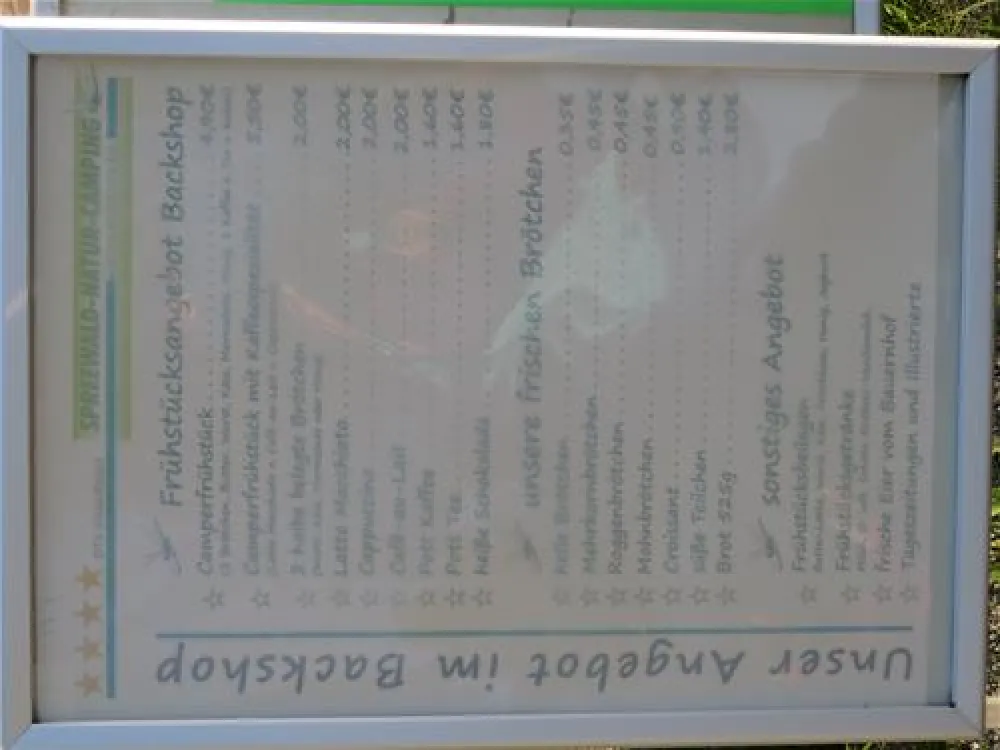 SPREEWALD-NATUR-CAMPING
Unser Angebot im Backshop
Frühstücksangebot Backshop
Camperfrühstück 4,90€
Camperfrühstück mit Kaffeespezialität 5,50€
2 halbe belegte Brötchen 2,00€
Latte Machiato 2,00€
Cappucino 2,00€
Café-au-Lait 2,00€
Pott Kaffee 1,60€
Pott Tee 1,60€
heiße Schokolade 1,80€
unsere frischen Brötchen
helle Brötchen 0,35€
Mehrkornbrötchen 0,45€
Roggenbrötchen 0,45€
Mohnbrötchen 0,45€
Croissant 0,90€
süße Teilchen 1,40€
Brot 525g 2,80€
sonstiges Angebot
Frühstücksbeilagen
Frühstücksgetränke
frische Eier vom Bauernhof
Tageszeitungen und Illustrierte